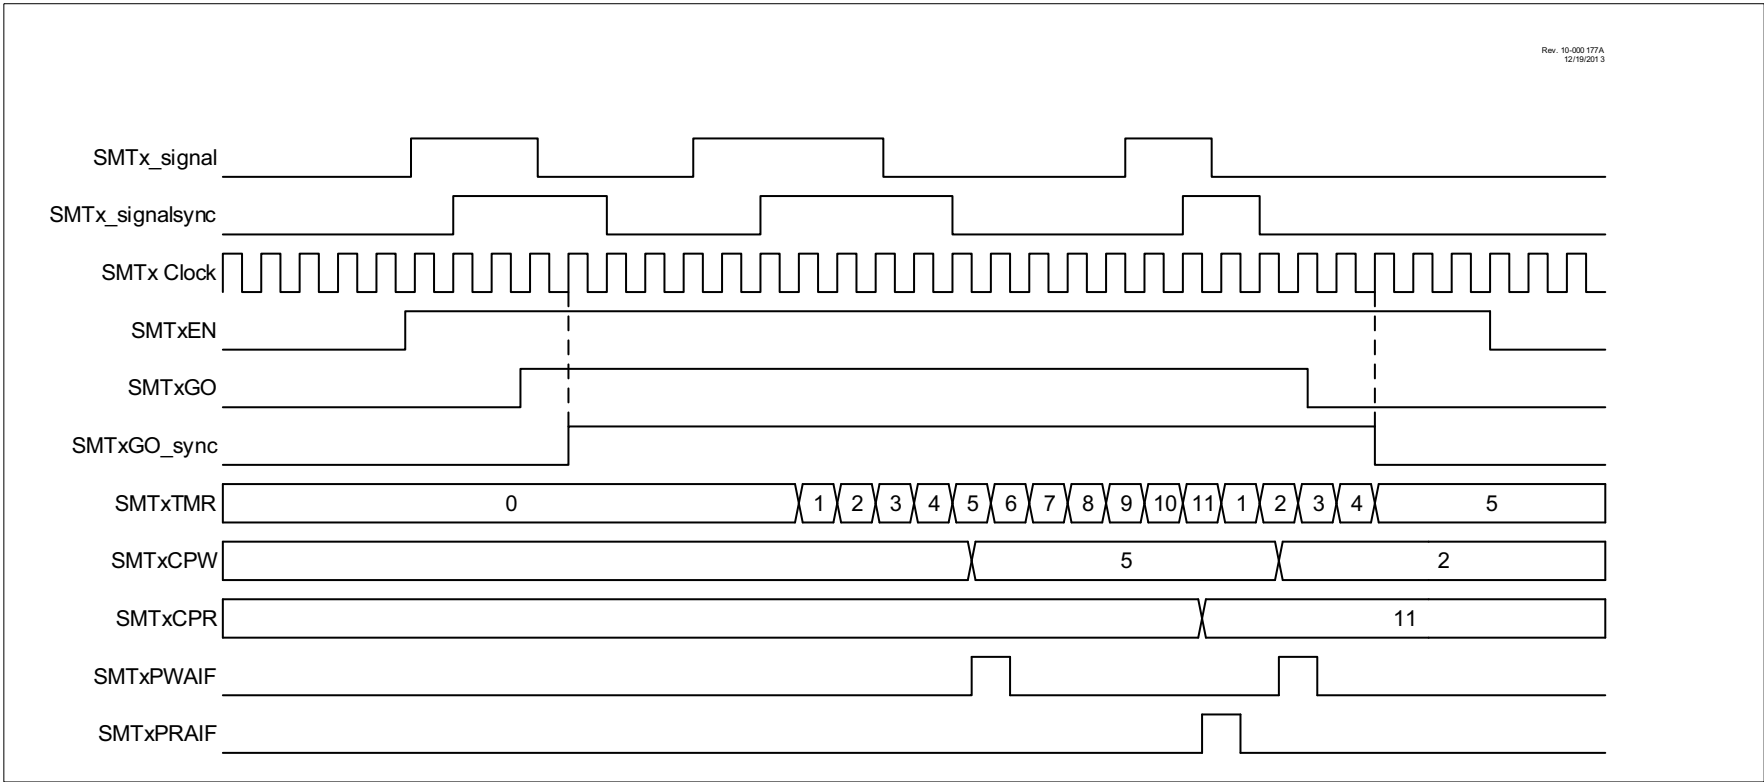 Rev. 10-000 177A
12/19/201 3
SMTx_signal
SMTx_signalsync
SMTx Clock
SMTxEN
SMTxGO
SMTxGO_sync
SMTxTMR 0 1 2 3 4 5 6 7 8 9 10 11 1 2 3 4 5
SMTxCPW 5 2
SMTxCPR 11
SMTxPWAIF
SMTxPRAIF